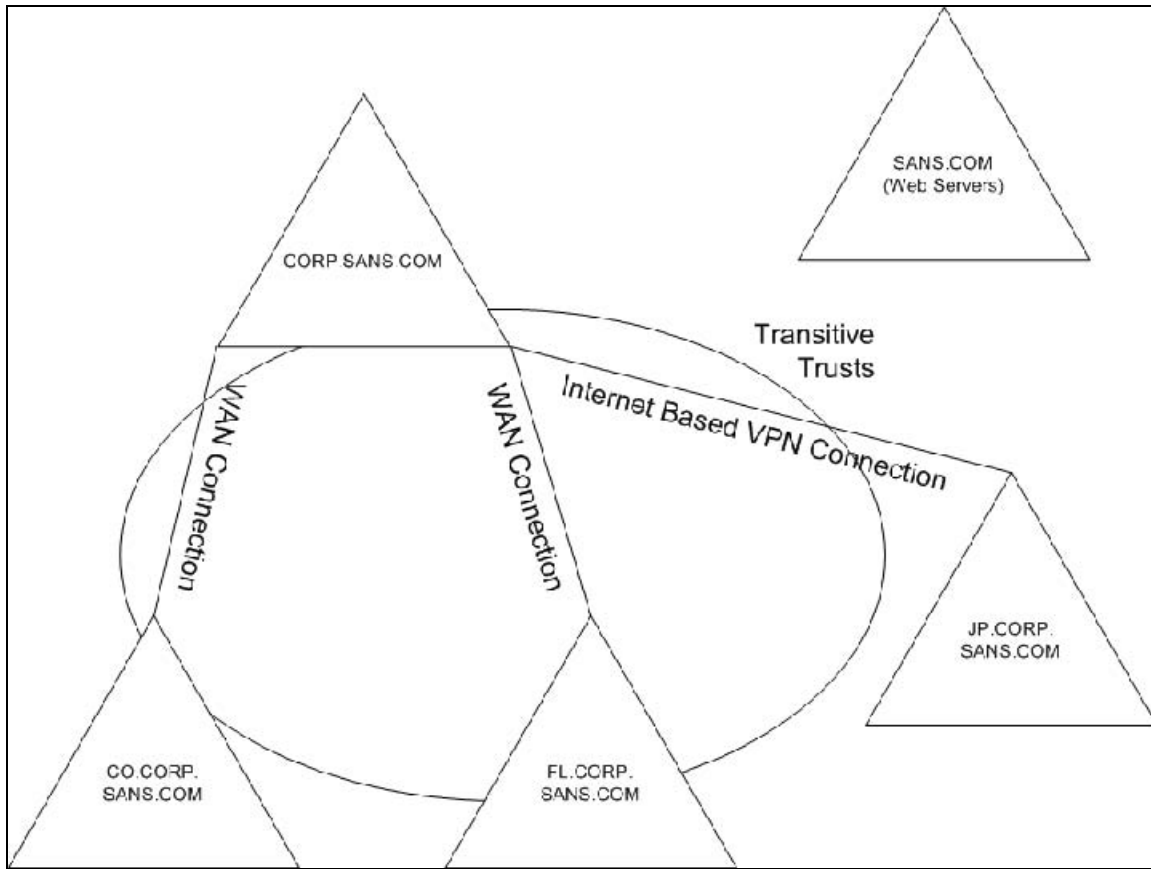 SANS.COM
(Web Servers)
CORP SANS COM
Transitive
Trusts
Internet Based VPN Connection
WAN Connection
WAN Connection
JP.CORP.
SANS.COM
CO.CORP.
SANS.COM
FL.CORP.
SANS.COM